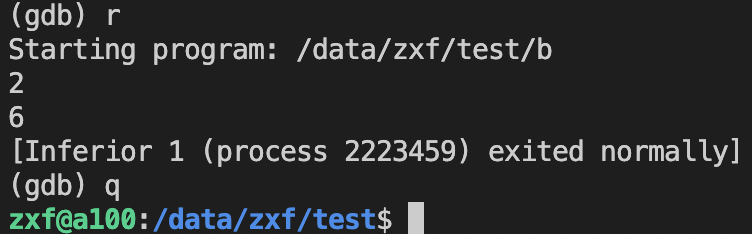 (gdb) r
Starting program: /data/zxf/test/b
2
6
[Inferior 1 (process 2223459) exited normally]
(gdb) q
zxf@a100:/data/zxf/test$